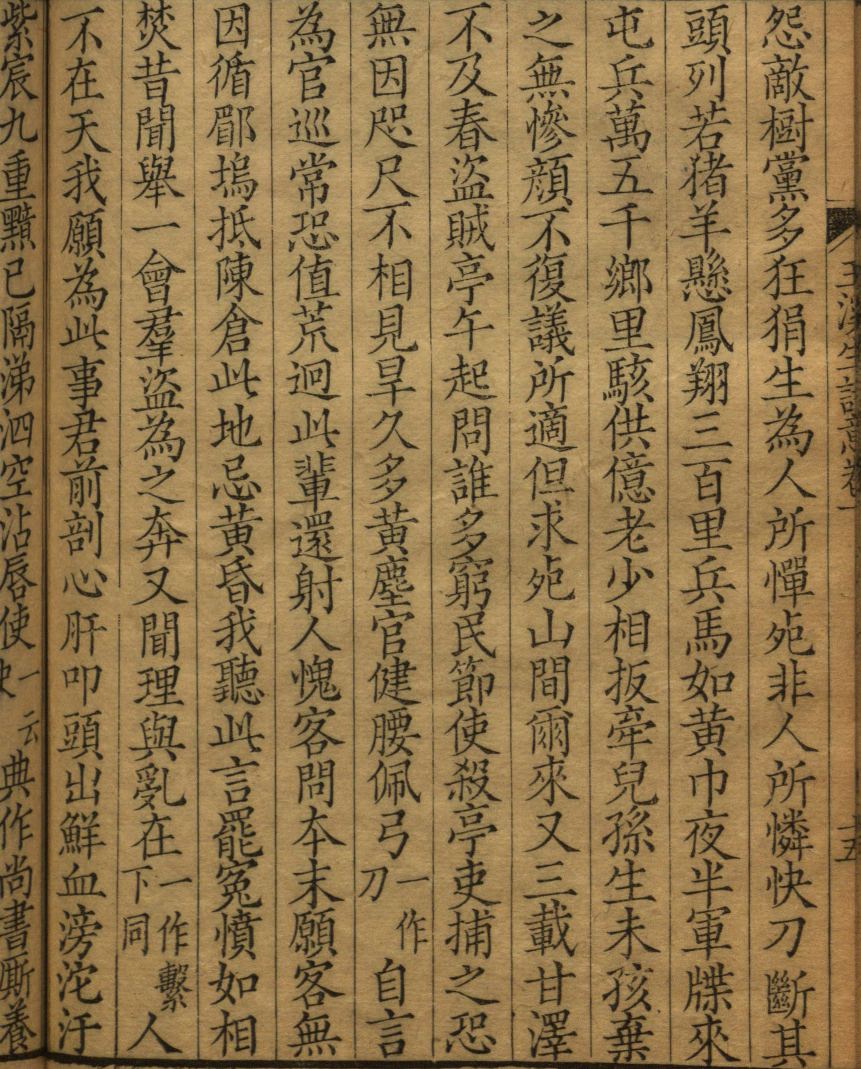 玉溪生詩意卷一
十五
怨敵樹黨多狂狷生為人所憚死非人所憐快刀斷其
頭列若猪羊懸鳳翔三百里兵馬如黄巾夜半軍牒來
屯兵萬五千鄉里駭供億老少相扳牽兒孫生未孩棄
之無慘顔不復議所適但求死山間爾來又三載甘澤
不及春盜賊亭午起問誰多窮民節使殺亭吏捕之恐
無因咫尺不相見旱久多黄塵官健腰佩弓一作刀自言
為官巡常恐值荒迥此輩還射人愧客問本末願客無
因循郿塢抵陳倉此地忌黄昏我聽此言罷冤憤如相
焚昔聞舉一會羣盜為之奔又聞理與亂在一作繫下同人
不在天我願為此事君前剖心肝叩頭出鮮血滂沱汙
紫宸九重黯已隔涕泗空沾唇使一云史典作尚書厮養